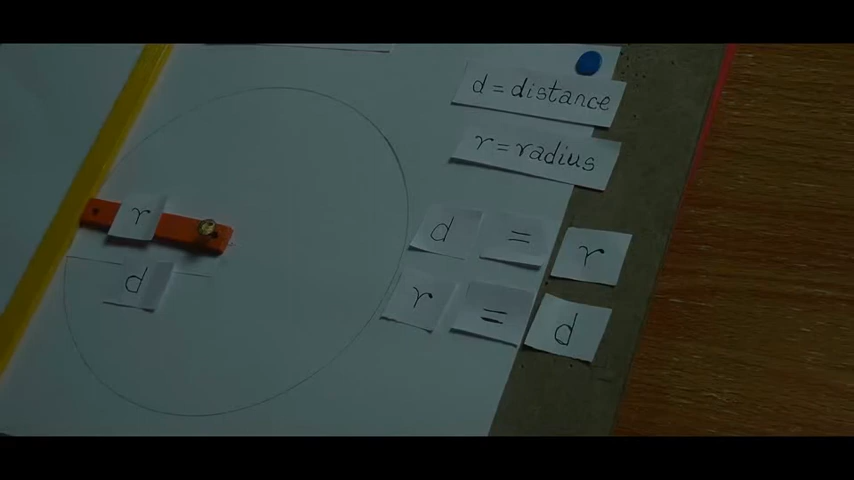 d = distance
r = radius
r
d
d = r
r = d